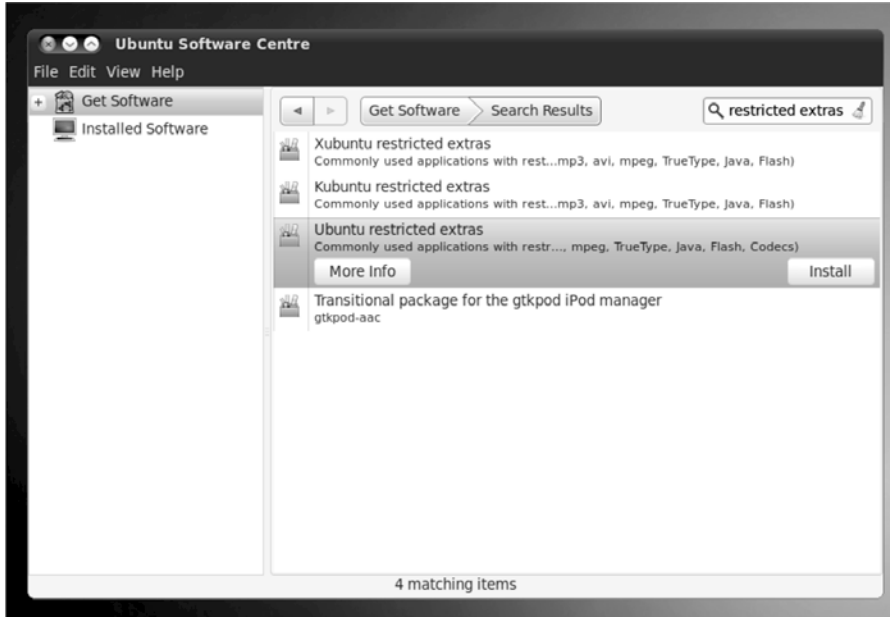 Ubuntu Software Centre
File Edit View Help
Get Software
Installed Software
Get Software Search Results
restricted extras
Xubuntu restricted extras
Commonly used applications with rest...mp3, avi, mpeg, TrueType, Java, Flash)
Kubuntu restricted extras
Commonly used applications with rest...mp3, avi, mpeg, TrueType, Java, Flash)
Ubuntu restricted extras
Commonly used applications with restr..., mpeg, TrueType, Java, Flash, Codecs)
More Info Install
Transitional package for the gtkpod iPod manager
gtkpod-aac
4 matching items